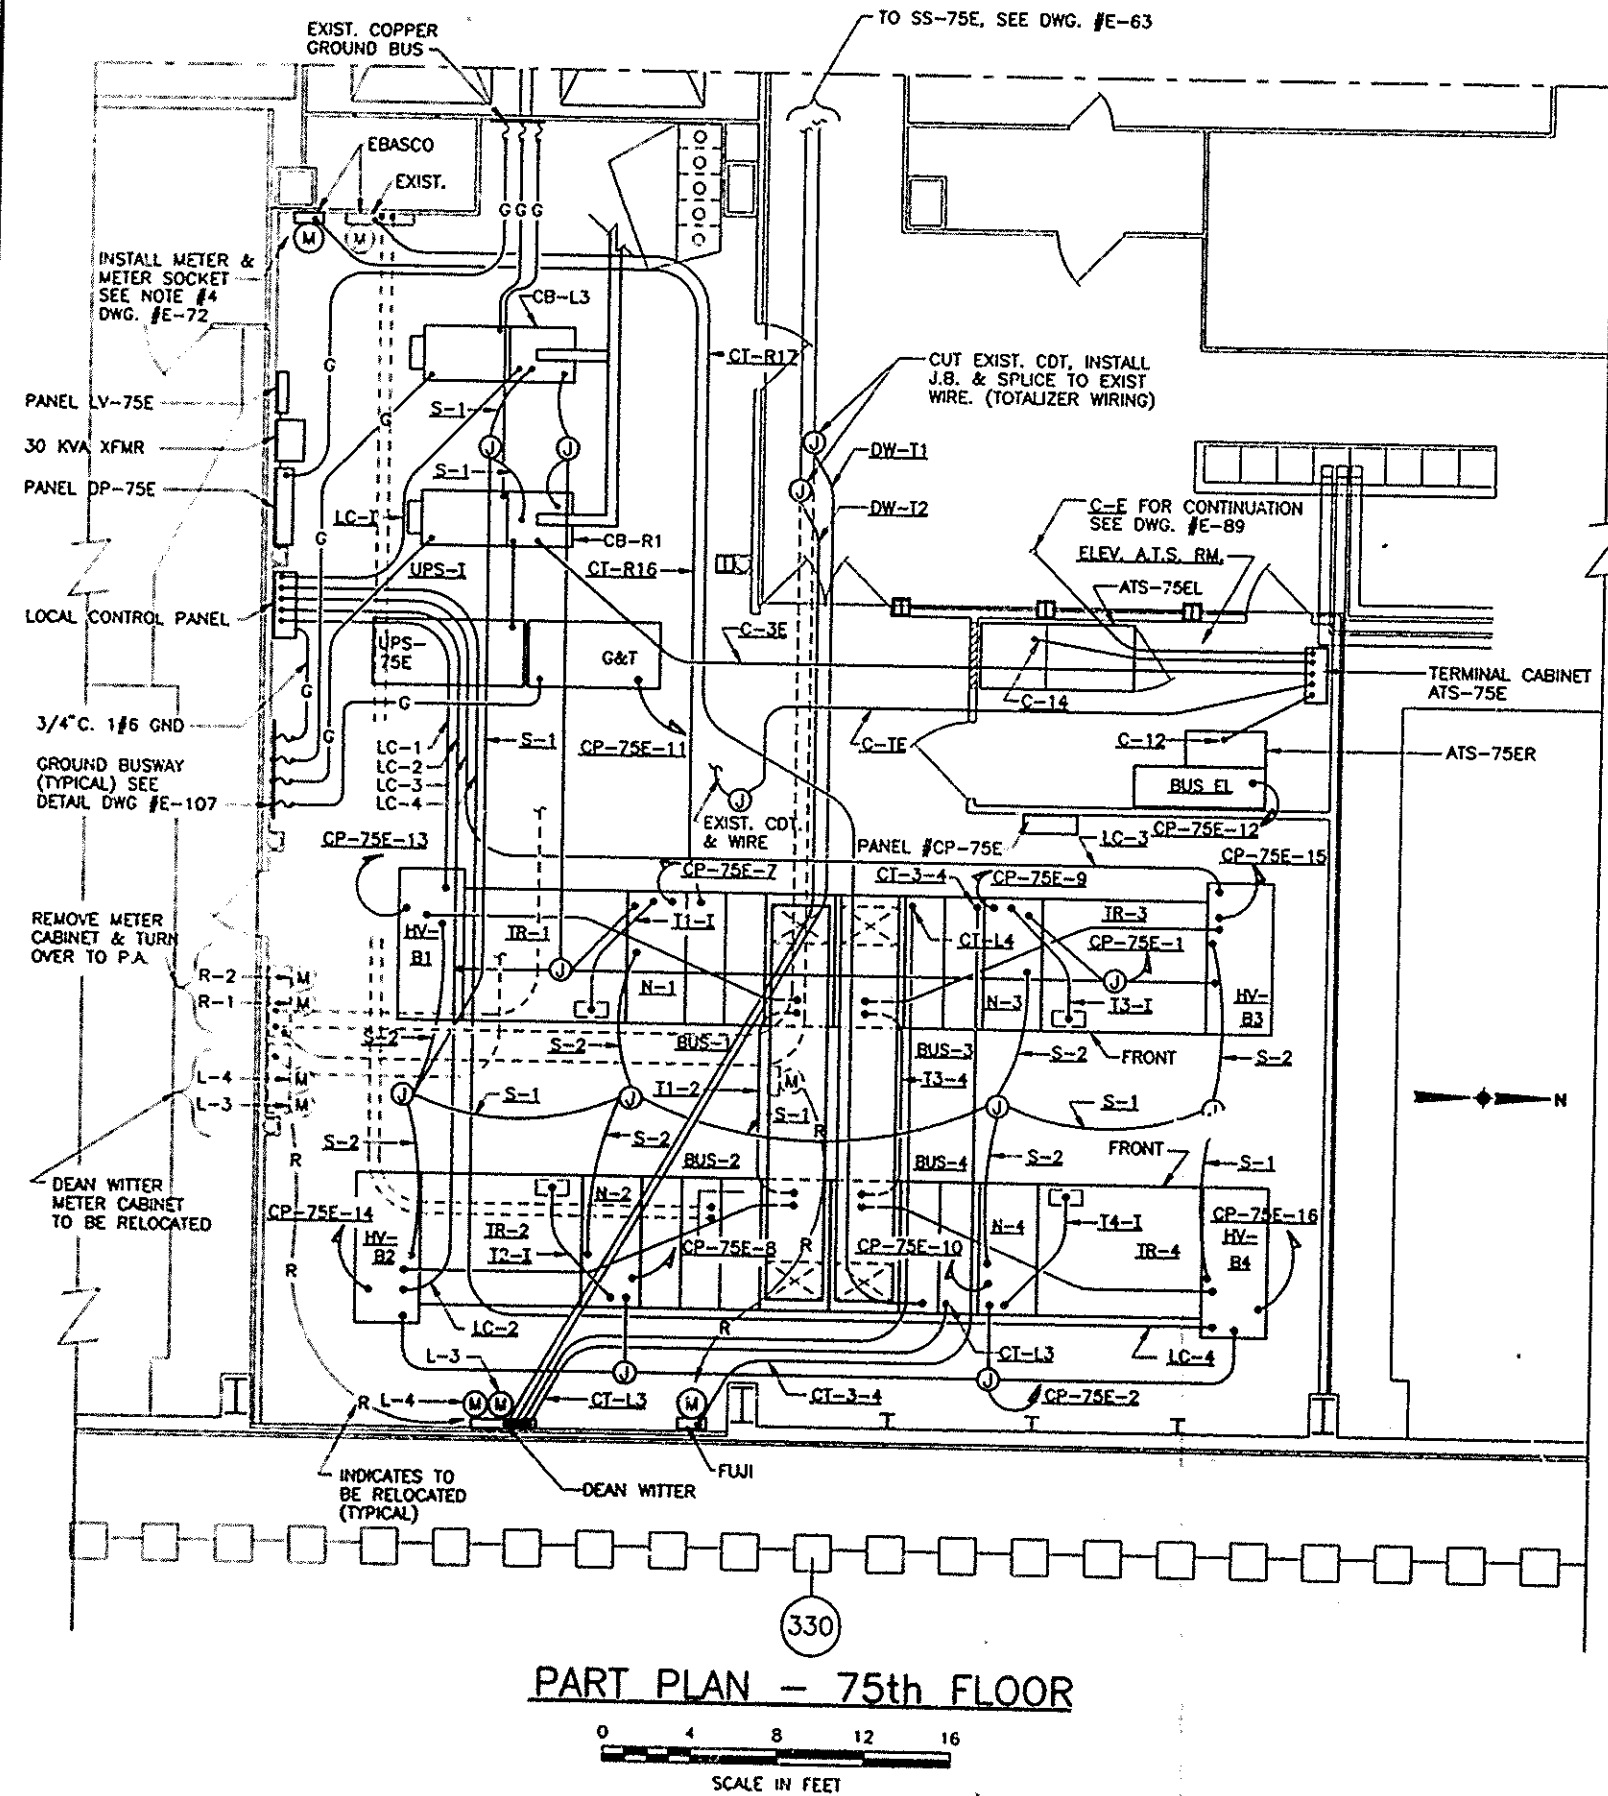 TO SS-75E, SEE DWG. #E-63
EXIST. COPPER
GROUND BUS
EBASCO
EXIST.
G G G
M M
INSTALL METER &
METER SOCKET
SEE NOTE #4
DWG. #E-72
CB-L3
CT-R17
CUT EXIST. CDT, INSTALL
J.B. & SPLICE TO EXIST
WIRE. (TOTALIZER WIRING)
G
PANEL LV-75E
S-1
G
30 KVA XFMR
J J
J
DW-T1
S-1
PANEL DP-75E
J
LC-1
DW-T2
C-E FOR CONTINUATION
SEE DWG. #E-89
G
CB-R1
ELEV. A.T.S. RM.
UPS-1
CT-R16
ATS-75EL
LOCAL CONTROL PANEL
C-3E
UPS-
75E
G&T
TERMINAL CABINET
ATS-75E
G
G
C-14
3/4"C. 1#6 GND
G
LC-1
S-1
CP-75E-11
C-TE
C-12
ATS-75ER
GROUND BUSWAY
(TYPICAL) SEE
DETAIL DWG #E-107
LC-2
LC-3
LC-4
BUS EL
J
EXIST. CDT.
& WIRE
CP-75E-13
PANEL #CP-75E
LC-3
CP-75E-12
CP-75E-15
CP-75E-7
CT-3-4
CP-75E-9
REMOVE METER
CABINET & TURN
OVER TO P.A.
HV-
B1
TR-1
T1-I
CT-L4
TR-3
CP-75E-1
R-2 M
R-1 M
J
N-1
N-3
J
T3-I
HV-
B3
S-2
S-2
BUS-1
BUS-3
S-2
FRONT
S-2
L-4 M
L-3 M
T1-2
M
T3-4
J
S-1
J
S-1
R
J
S-1
J
R
S-2
S-2
BUS-2
BUS-4
S-2
FRONT
S-1
DEAN WITTER
METER CABINET
TO BE RELOCATED
CP-75E-14
N-2
TR-2
N-4
T4-I
CP-75E-16
HV-
B2
T2-I
CP-75E-8
R
CP-75E-10
TR-4
HV-
B4
R
LC-2
R
L-3
CT-L3
LC-4
J
J
R L-4 M M
CT-L3
M
CT-3-4
CP-75E-2
FUJI
INDICATES TO
BE RELOCATED
(TYPICAL)
DEAN WITTER
N
330
PART PLAN - 75th FLOOR
0 4 8 12 16
SCALE IN FEET